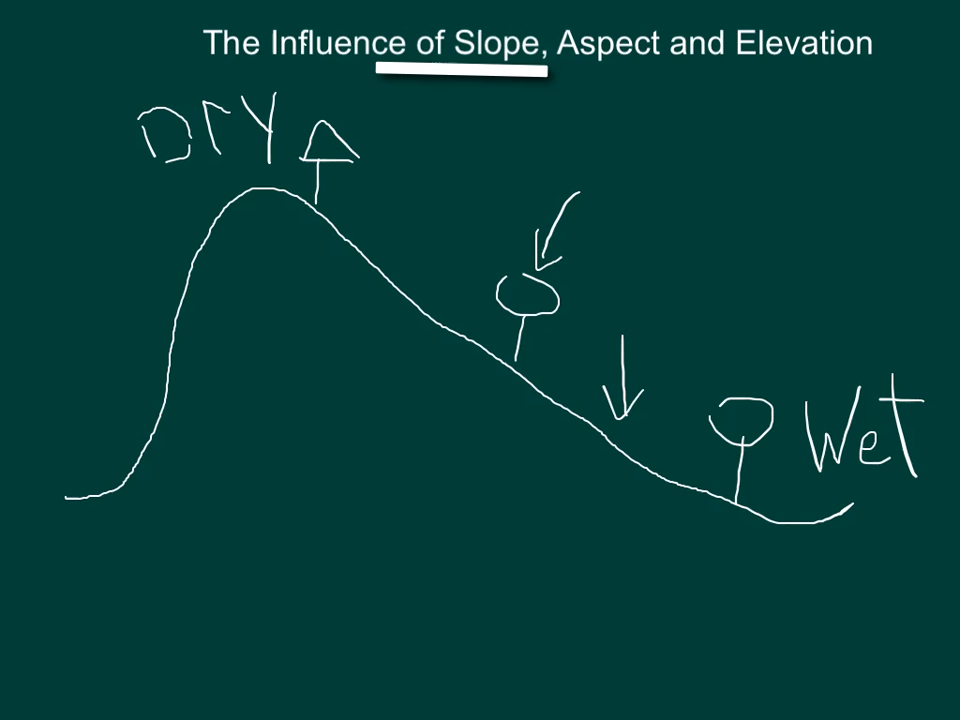 The Influence of Slope, Aspect and Elevation
Dry
Wet